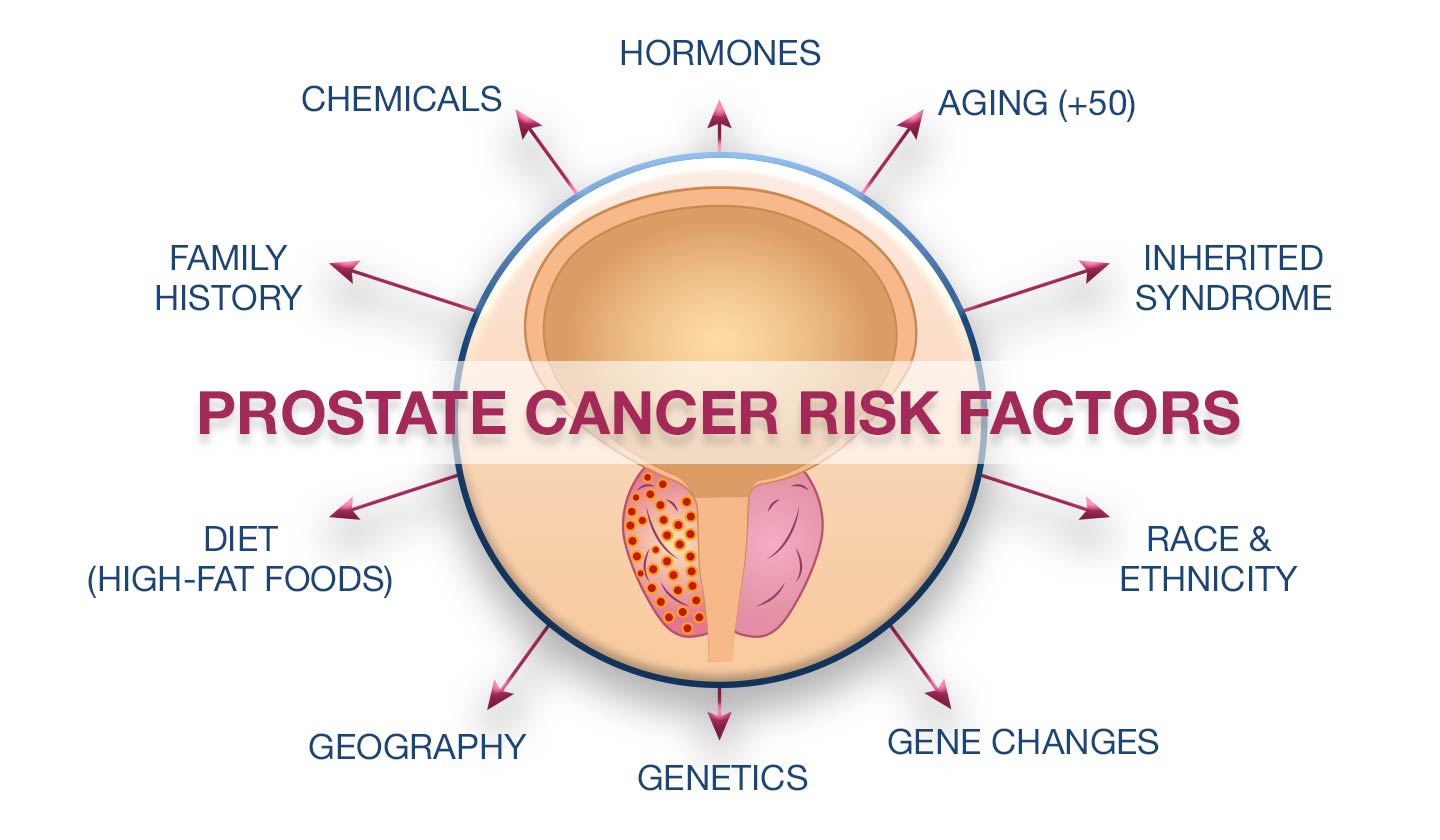 HORMONES
CHEMICALS
AGING (+50)
FAMILY
HISTORY
INHERITED
SYNDROME
PROSTATE CANCER RISK FACTORS
DIET
(HIGH-FAT FOODS)
RACE &
ETHNICITY
GEOGRAPHY
GENE CHANGES
GENETICS